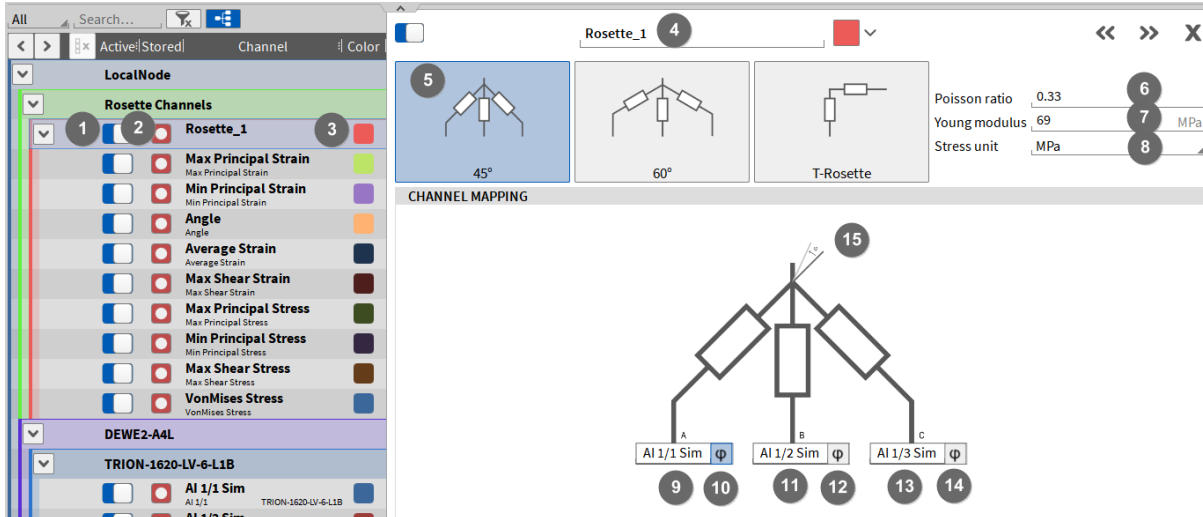 All
Search...
Active Stored Channel Color
LocalNode
Rosette Channels
1 2 Rosette_1 3
Max Principal Strain
Max Principal Strain
Min Principal Strain
Min Principal Strain
Angle
Angle
Average Strain
Average Strain
Max Shear Strain
Max Shear Strain
Max Principal Stress
Max Principal Stress
Min Principal Stress
Min Principal Stress
Max Shear Stress
Max Shear Stress
VonMises Stress
VonMises Stress
DEWE2-A4L
TRION-1620-LV-6-L1B
AI 1/1 Sim
AI 1/1 TRION-1620-LV-6-L1B
AI 1/2 Sim
Rosette_1 4
5
45°
60°
T-Rosette
Poisson ratio 0.33 6
Young modulus 69 7 MPa
Stress unit MPa 8
CHANNEL MAPPING
15
A B C
AI 1/1 Sim φ AI 1/2 Sim φ AI 1/3 Sim φ
9 10 11 12 13 14